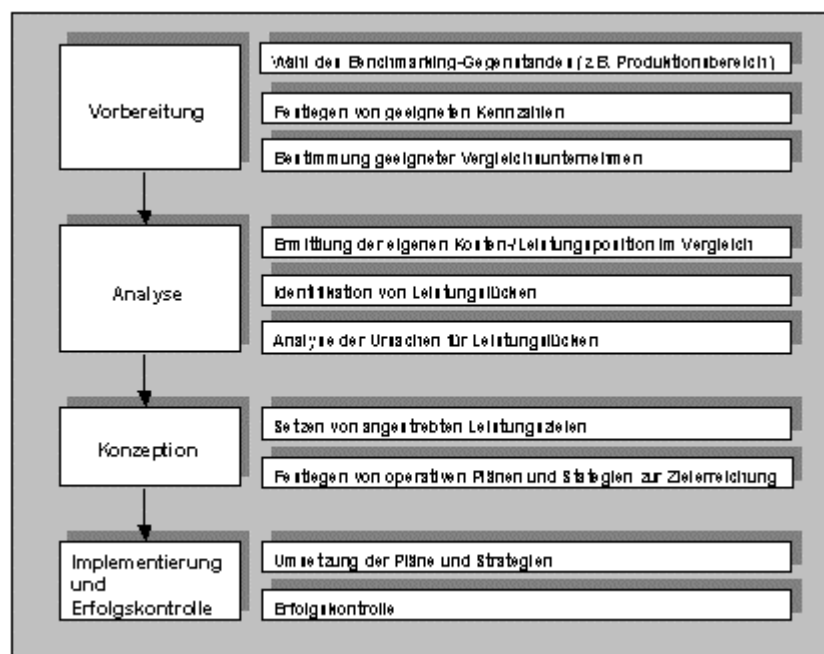 Vorbereitung
Wahl des Benchmarking-Gegenstandes (z.B. Produktionsbereich)
Festlegen von geeigneten Kennzahlen
Bestimmung geeigneter Vergleichsunternehmen
Analyse
Ermittlung der eigenen Kosten-/Leistungsposition im Vergleich
Identifikation von Leistungslücken
Analyse der Ursachen für Leistungslücken
Konzeption
Setzen von angestrebten Leistungszielen
Festlegen von operativen Plänen und Stategien zur Zielerreichung
Implementierung
und
Erfolgskontrolle
Umsetzung der Pläne und Strategien
Erfolgskontrolle